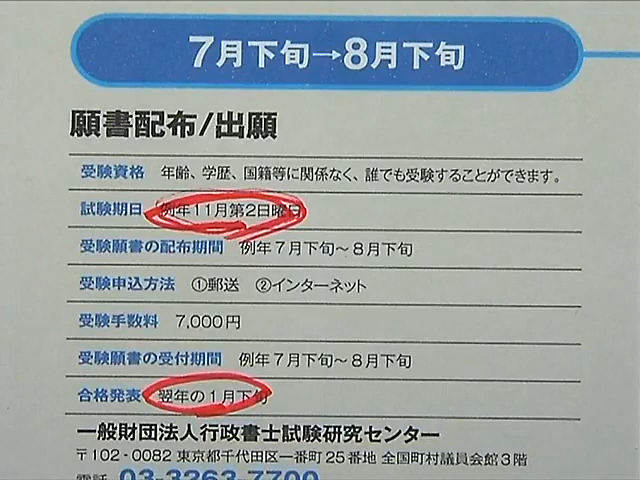 7月下旬→8月下旬
願書配布/出願
受験資格 年齢、学歴、国籍等に関係なく、誰でも受験することができます。
試験期日 例年11月第2日曜日
受験願書の配布期間 例年7月下旬～8月下旬
受験申込方法 ①郵送 ②インターネット
受験手数料 7,000円
受験願書の受付期間 例年7月下旬～8月下旬
合格発表 翌年の1月下旬
一般財団法人行政書士試験研究センター
〒102-0082 東京都千代田区一番町25番地 全国町村議員会館3階
電話 03-3263-7700